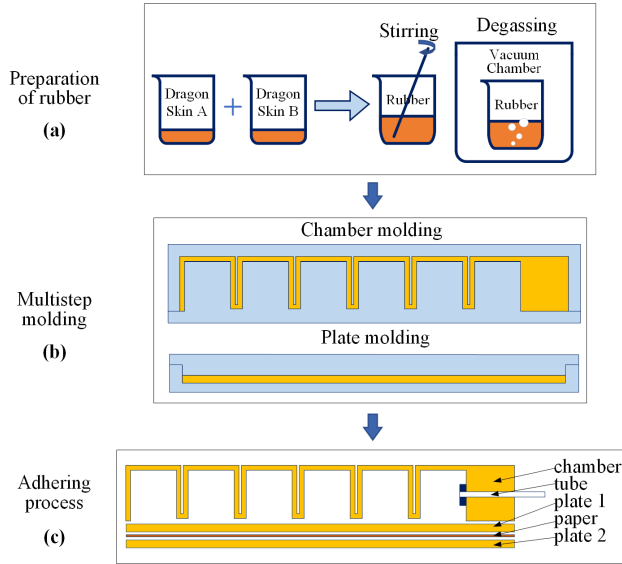 Preparation
of rubber
(a)
Stirring
Degassing
Dragon
Skin A
+
Dragon
Skin B
Rubber
Vacuum
Chamber
Rubber
Multistep
molding
(b)
Chamber molding
Plate molding
Adhering
process
(c)
chamber
tube
plate 1
paper
plate 2